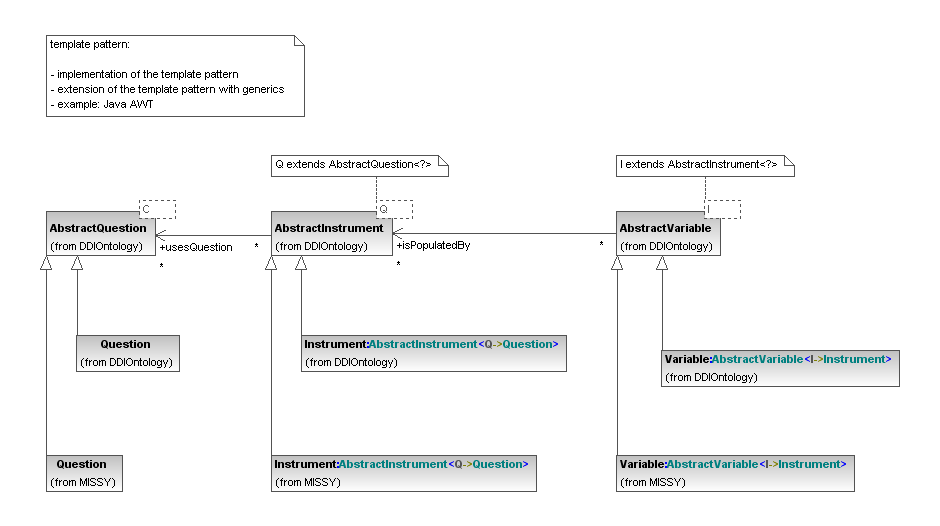 template pattern:
- implementation of the template pattern
- extension of the template pattern with generics
- example: Java AWT
Q extends AbstractQuestion<?>
I extends AbstractInstrument<?>
C
Q
I
AbstractQuestion
(from DDIOntology)
AbstractInstrument
(from DDIOntology)
AbstractVariable
(from DDIOntology)
+usesQuestion
*
*
+isPopulatedBy
*
*
Question
(from DDIOntology)
Instrument:AbstractInstrument<Q->Question>
(from DDIOntology)
Variable:AbstractVariable<I->Instrument>
(from DDIOntology)
Question
(from MISSY)
Instrument:AbstractInstrument<Q->Question>
(from MISSY)
Variable:AbstractVariable<I->Instrument>
(from MISSY)